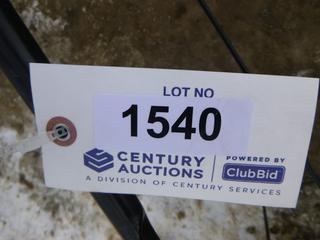 LOT NO
1540
CENTURY AUCTIONS
POWERED BY
ClubBid
A DIVISION OF CENTURY SERVICES